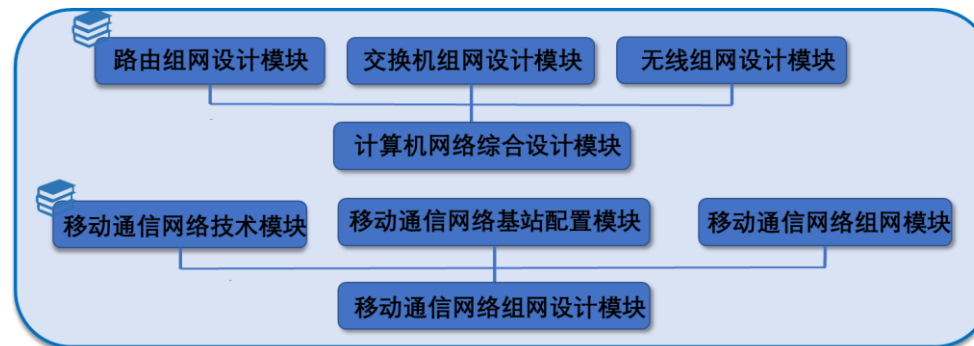 路由组网设计模块
交换机组网设计模块
无线组网设计模块
计算机网络综合设计模块
移动通信网络技术模块
移动通信网络基站配置模块
移动通信网络组网模块
移动通信网络组网设计模块